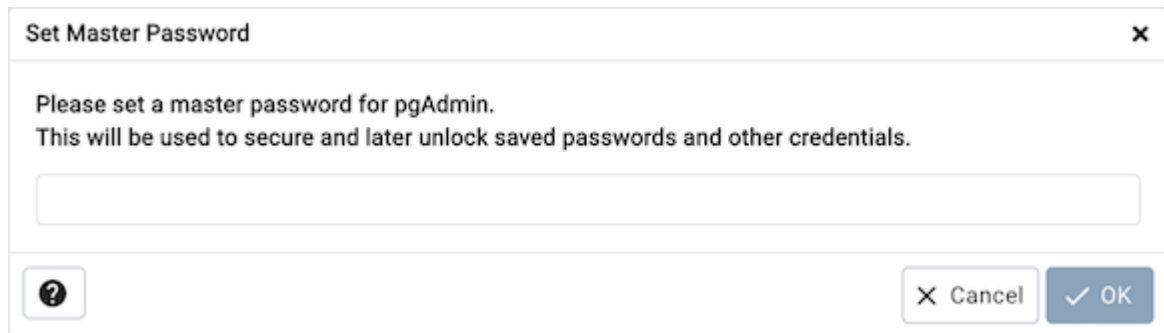 Set Master Password
Please set a master password for pgAdmin.
This will be used to secure and later unlock saved passwords and other credentials.
Cancel
OK